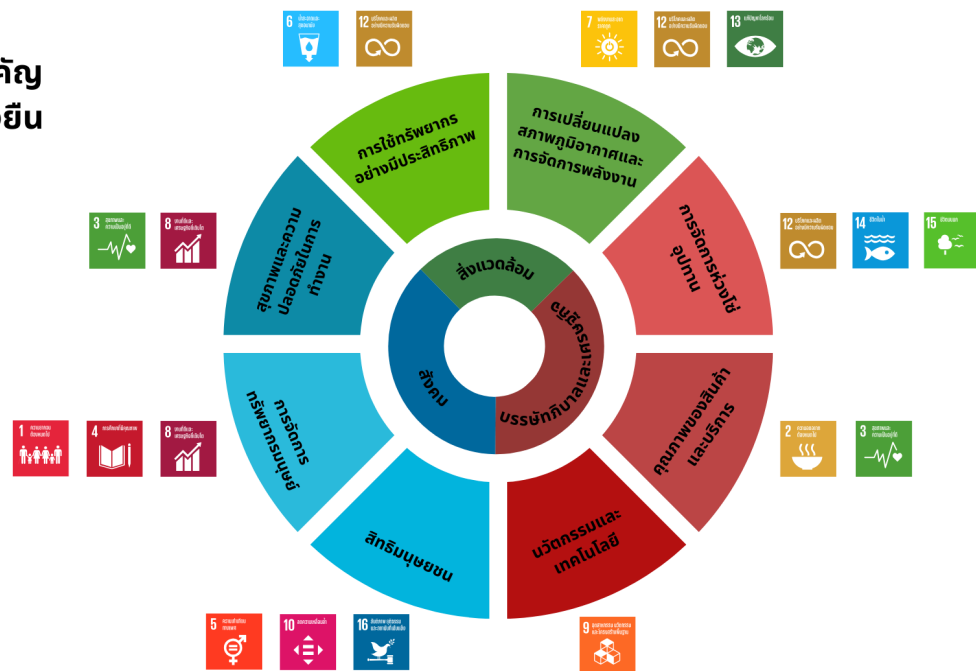 คัญ
ยืน
6
12
7
12
13
การใช้ทรัพยากร
อย่างมีประสิทธิภาพ
การเปลี่ยนแปลง
สภาพภูมิอากาศและ
การจัดการพลังงาน
3
8
สุขภาพและความ
ปลอดภัยในการ
ทำงาน
การจัดการห่วงโซ่
อุปทาน
12
14
15
สิ่งแวดล้อม
สังคม
บรรษัทภิบาลและเศรษฐกิจ
1
4
8
การจัดการ
ทรัพยากรมนุษย์
คุณภาพของสินค้า
และบริการ
2
3
สิทธิมนุษยชน
นวัตกรรมและ
เทคโนโลยี
5
10
16
9